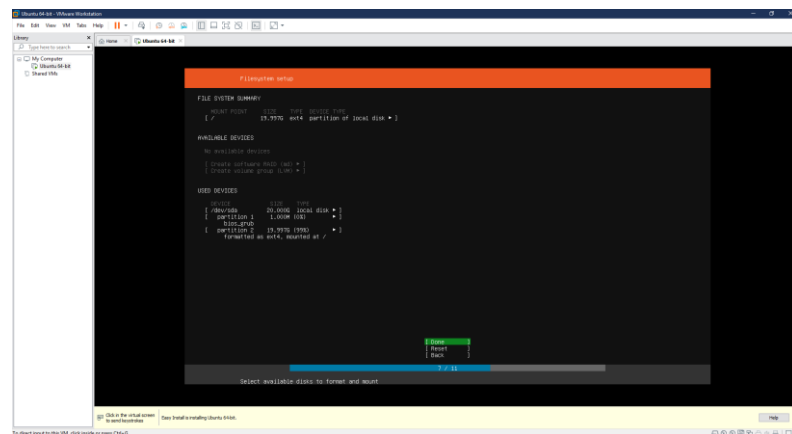 Ubuntu 64-bit - VMware Workstation
File Edit View VM Tabs Help
Library
Type here to search
Home
Ubuntu 64-bit
My Computer
Ubuntu 64-bit
Shared VMs
Filesystem setup
FILE SYSTEM SUMMARY
MOUNT POINT SIZE TYPE DEVICE TYPE
[ / 19.997G ext4 partition of local disk ▸ ]
AVAILABLE DEVICES
No available devices
[ Create software RAID (md) ▸ ]
[ Create volume group (LVM) ▸ ]
USED DEVICES
DEVICE SIZE TYPE
[ /dev/sda 20.000G local disk ▸ ]
[ partition 1 1.000M (0%) ▸ ]
bios_grub
[ partition 2 19.997G (99%) ▸ ]
formatted as ext4, mounted at /
[ Done ]
[ Reset ]
[ Back ]
7 / 11
Select available disks to format and mount
Click in the virtual screen
to send keystrokes
Easy Install is installing Ubuntu 64-bit.
Help
To direct input to this VM, click inside or press Ctrl+G.